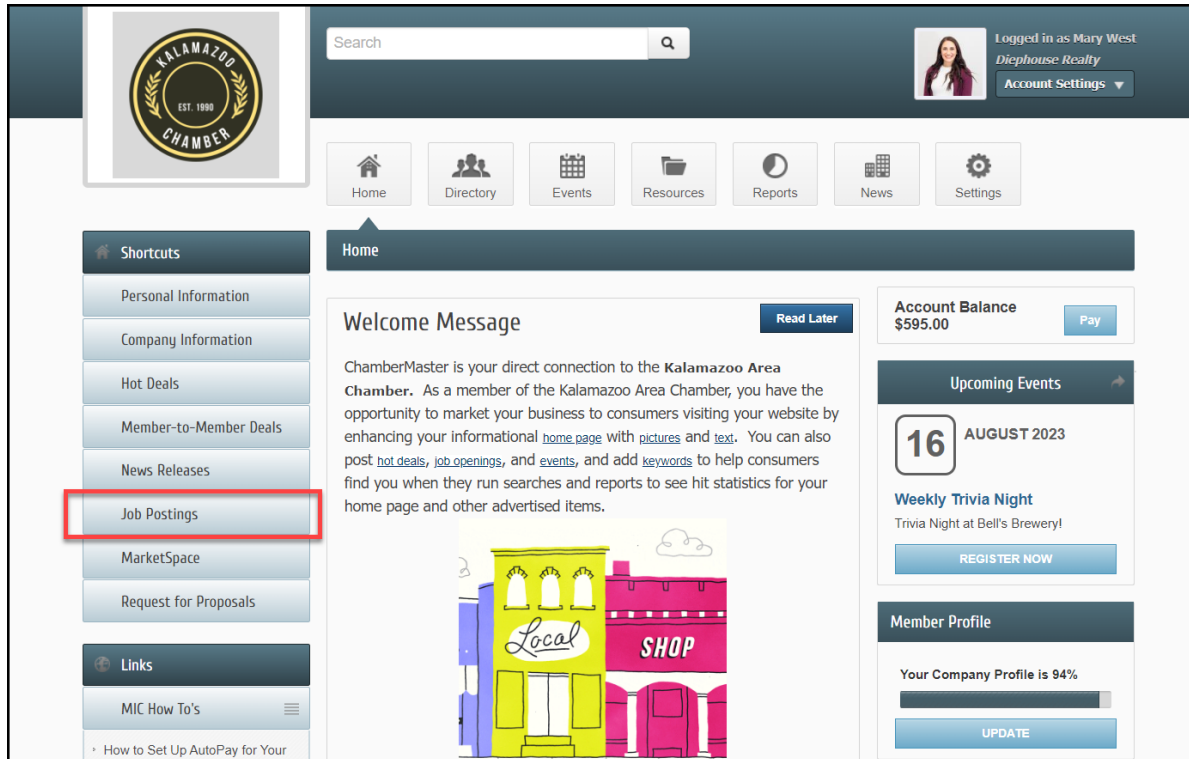 KALAMAZOO
EST. 1990
CHAMBER
Search
Logged in as Mary West
Diephouse Realty
Account Settings
Home
Directory
Events
Resources
Reports
News
Settings
Shortcuts
Personal Information
Company Information
Hot Deals
Member-to-Member Deals
News Releases
Job Postings
MarketSpace
Request for Proposals
Links
MIC How To's
How to Set Up AutoPay for Your
Home
Welcome Message
Read Later
ChamberMaster is your direct connection to the Kalamazoo Area
Chamber. As a member of the Kalamazoo Area Chamber, you have the
opportunity to market your business to consumers visiting your website by
enhancing your informational home page with pictures and text. You can also
post hot deals, job openings, and events, and add keywords to help consumers
find you when they run searches and reports to see hit statistics for your
home page and other advertised items.
Local
SHOP
Account Balance
$595.00
Pay
Upcoming Events
16
AUGUST 2023
Weekly Trivia Night
Trivia Night at Bell's Brewery!
REGISTER NOW
Member Profile
Your Company Profile is 94%
UPDATE